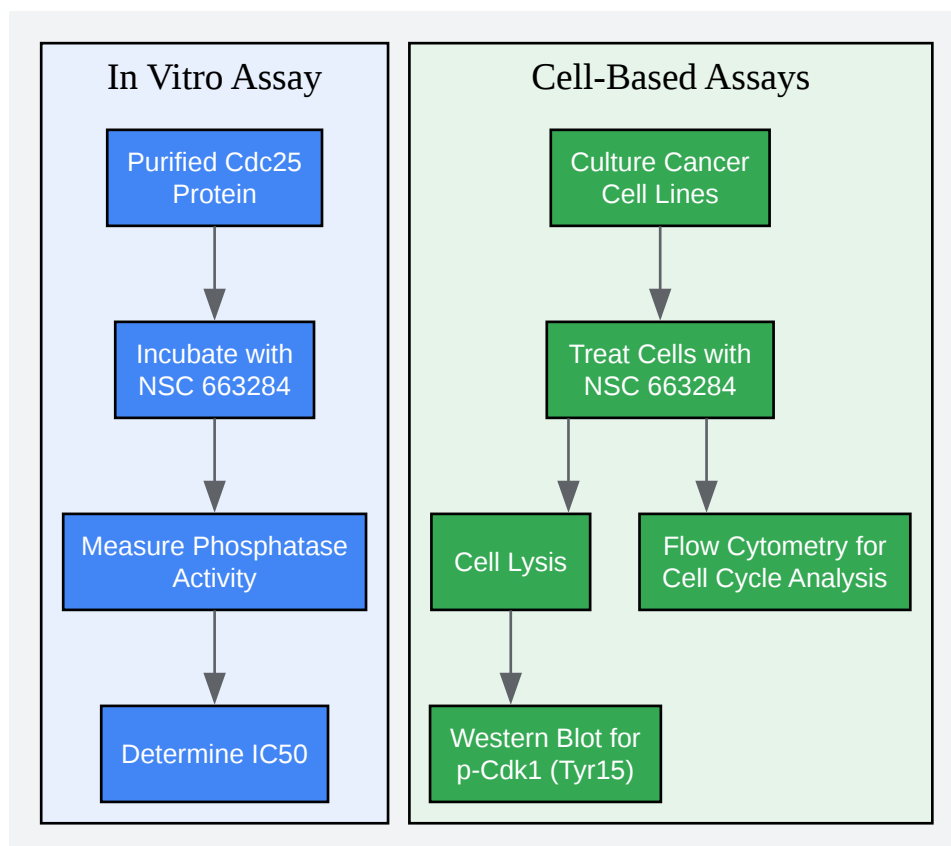 In Vitro Assay
Purified Cdc25
Protein
Incubate with
NSC 663284
Measure Phosphatase
Activity
Determine IC50
Cell-Based Assays
Culture Cancer
Cell Lines
Treat Cells with
NSC 663284
Cell Lysis
Flow Cytometry for
Cell Cycle Analysis
Western Blot for
p-Cdk1 (Tyr15)